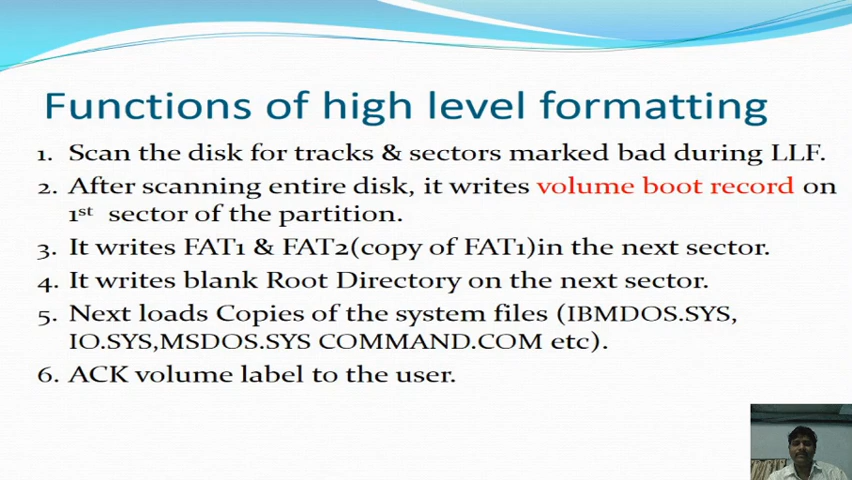 Functions of high level formatting
1. Scan the disk for tracks & sectors marked bad during LLF.
2. After scanning entire disk, it writes volume boot record on
1st sector of the partition.
3. It writes FAT1 & FAT2(copy of FAT1)in the next sector.
4. It writes blank Root Directory on the next sector.
5. Next loads Copies of the system files (IBMDOS.SYS,
IO.SYS,MSDOS.SYS COMMAND.COM etc).
6. ACK volume label to the user.